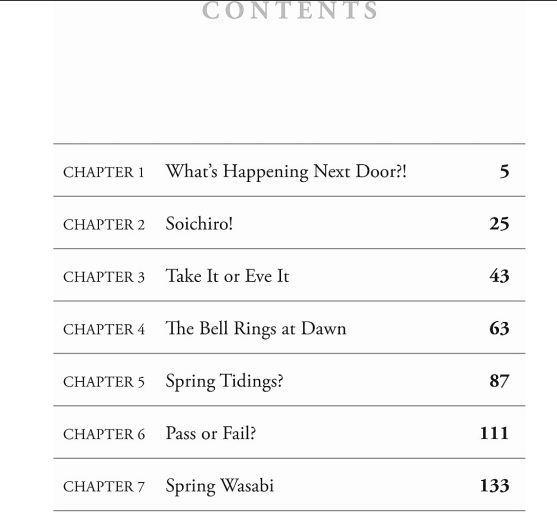 CONTENTS
CHAPTER 1 What's Happening Next Door?! 5
CHAPTER 2 Soichiro! 25
CHAPTER 3 Take It or Eve It 43
CHAPTER 4 The Bell Rings at Dawn 63
CHAPTER 5 Spring Tidings? 87
CHAPTER 6 Pass or Fail? 111
CHAPTER 7 Spring Wasabi 133